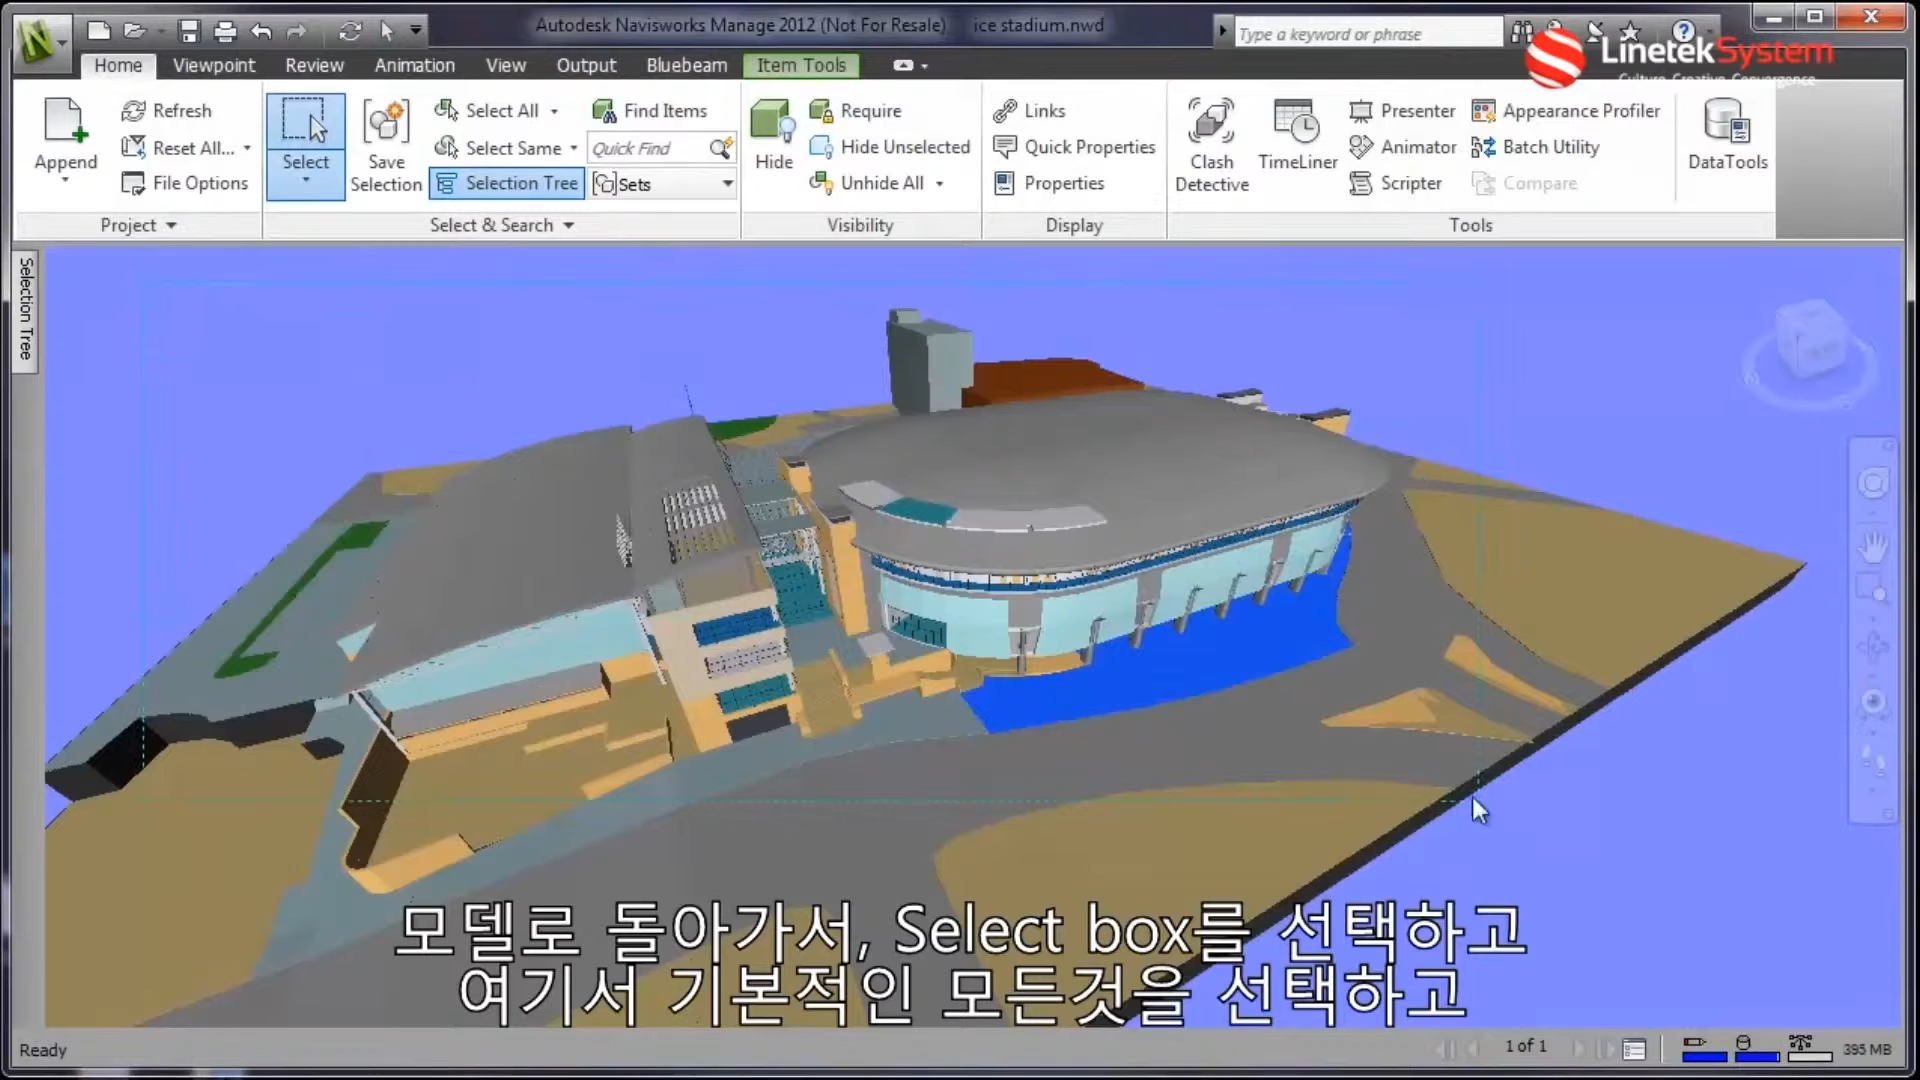 Autodesk Navisworks Manage 2012 (Not For Resale) ice stadium.nwd
Type a keyword or phrase
LinetekSystem
Culture, Creative, Convergence
Home Viewpoint Review Animation View Output Bluebeam Item Tools
Append
Refresh
Reset All...
File Options
Project
Select
Save Selection
Select All
Select Same
Selection Tree
Find Items
Quick Find
Sets
Select & Search
Hide
Require
Hide Unselected
Unhide All
Visibility
Links
Quick Properties
Properties
Display
Clash Detective
TimeLiner
Presenter
Animator
Scripter
Appearance Profiler
Batch Utility
Compare
DataTools
Tools
Selection Tree
모델로 돌아가서, Select box를 선택하고
여기서 기본적인 모든것을 선택하고
Ready
1 of 1
395 MB